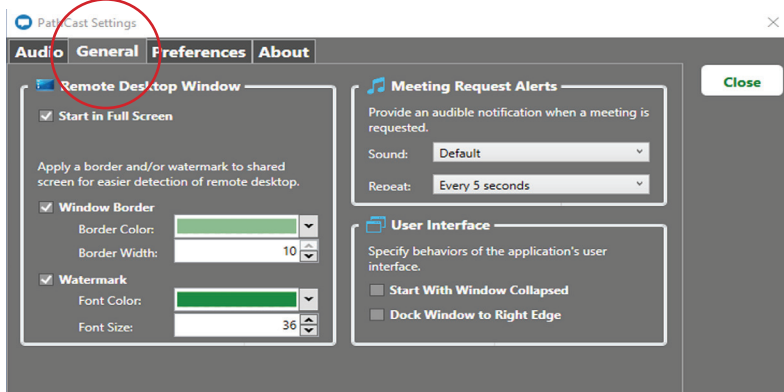 PathCast Settings
Audio General Preferences About
Close
Remote Desktop Window
Start in Full Screen
Apply a border and/or watermark to shared
screen for easier detection of remote desktop.
Window Border
Border Color:
Border Width: 10
Watermark
Font Color:
Font Size: 36
Meeting Request Alerts
Provide an audible notification when a meeting is
requested.
Sound: Default
Repeat: Every 5 seconds
User Interface
Specify behaviors of the application's user
interface.
Start With Window Collapsed
Dock Window to Right Edge